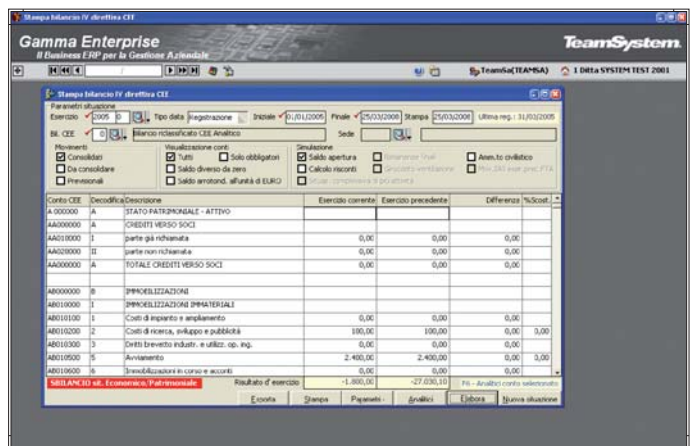 Stampa bilancio IV direttiva CEE
Gamma Enterprise
Il Business ERP per la Gestione Aziendale
TeamSystem
TeamSa(TEAMSA) 1 Ditta SYSTEM TEST 2001
Stampa bilancio IV direttiva CEE
Parametri situazione
Esercizio 2005 0 Tipo data Registrazione Iniziale 01/01/2005 Finale 25/03/2006 Stampa 25/03/2006 Ultima reg.: 31/03/2005
Bil. CEE 0 Bilancio riclassificato CEE Analitico Sede
Movimenti Visualizzazione conti Simulazione
Consolidati Tutti Solo obbligatori Saldo apertura Rimanenze finali Amm.to civilistico
Da consolidare Saldo diverso da zero Calcolo risconti
Previsionali Saldo arrotond. all'unità di EURO
Conto CEE Decodifica Descrizione Esercizio corrente Esercizio precedente Differenza %Scost.
A 000000 A STATO PATRIMONIALE - ATTIVO
AA000000 A CREDITI VERSO SOCI
AA010000 I parte già richiamata 0,00 0,00 0,00
AA020000 II parte non richiamata 0,00 0,00 0,00
AA000000 A TOTALE CREDITI VERSO SOCI 0,00 0,00 0,00
AB000000 B IMMOBILIZZAZIONI
AB010000 I IMMOBILIZZAZIONI IMMATERIALI
AB010100 1 Costi di impianto e ampliamento 0,00 0,00 0,00
AB010200 2 Costi di ricerca, sviluppo e pubblicità 100,00 100,00 0,00 0,00
AB010300 3 Diritti brevetto industr. e utilizz. op. ing. 0,00 0,00 0,00
AB010500 5 Avviamento 2.400,00 2.400,00 0,00 0,00
AB010600 6 Immobilizzazioni in corso e acconti 0,00 0,00 0,00
SBILANCIO sit. Economico/Patrimoniale Risultato d'esercizio -1.800,00 -27.030,10 F6 - Analitici conto selezionato
Esporta Stampa Parametri - Analitici Elabora Nuova situazione